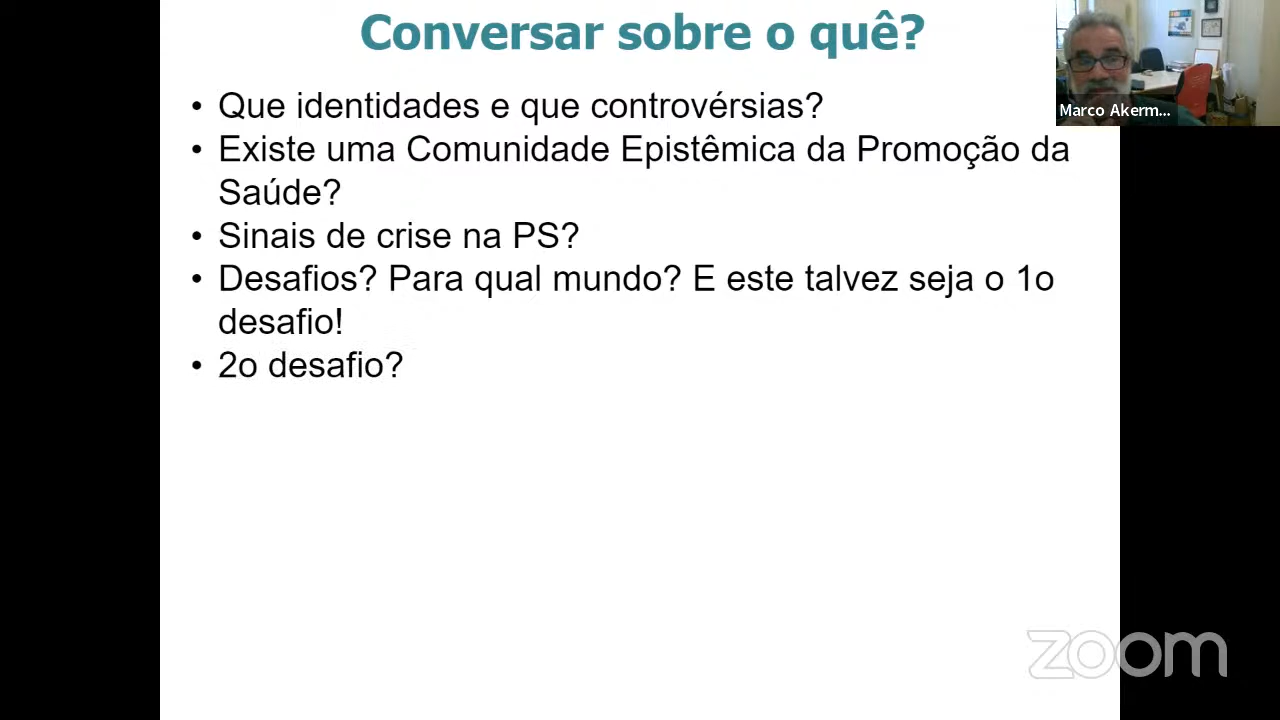 Conversar sobre o quê?
Marco Akerm...
• Que identidades e que controvérsias?
• Existe uma Comunidade Epistêmica da Promoção da
Saúde?
• Sinais de crise na PS?
• Desafios? Para qual mundo? E este talvez seja o 1o
desafio!
• 2o desafio?
zoom